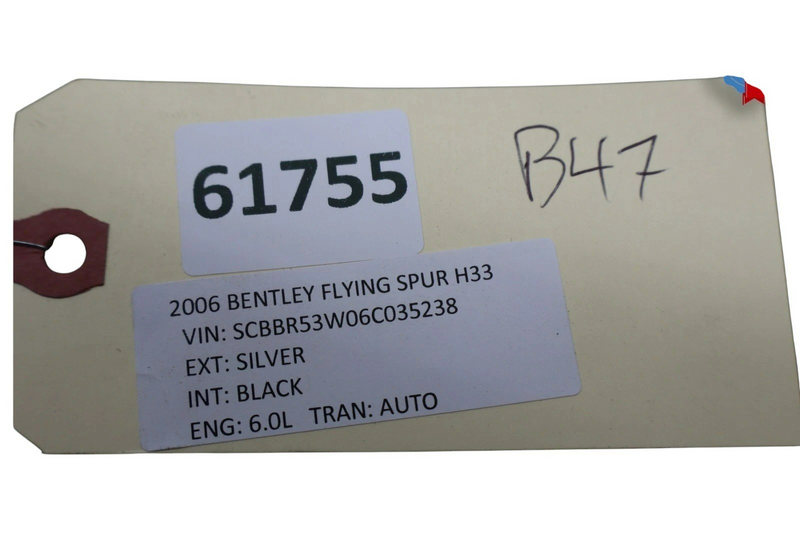 61755
B47
2006 BENTLEY FLYING SPUR H33
VIN: SCBBR53W06C035238
EXT: SILVER
INT: BLACK
ENG: 6.0L TRAN: AUTO